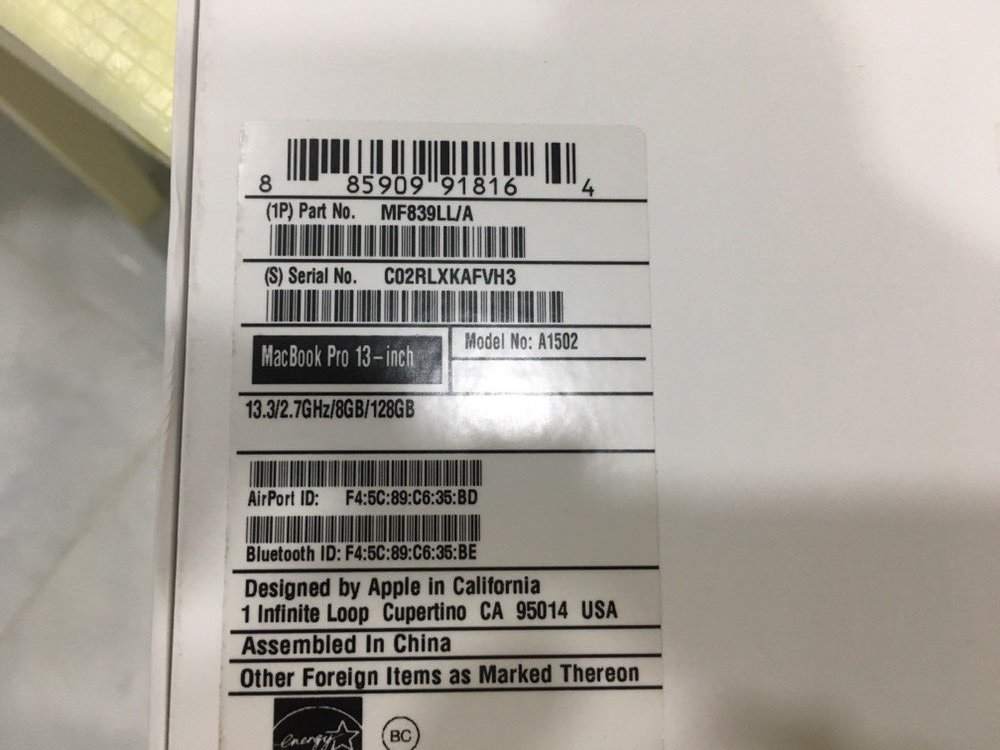 8 85909 91816 4
(1P) Part No. MF839LL/A
(S) Serial No. C02RLXKAFVH3
MacBook Pro 13-inch
Model No: A1502
13.3/2.7GHz/8GB/128GB
AirPort ID: F4:5C:89:C6:35:BD
Bluetooth ID: F4:5C:89:C6:35:BE
Designed by Apple in California
1 Infinite Loop Cupertino CA 95014 USA
Assembled In China
Other Foreign Items as Marked Thereon
energy
BC